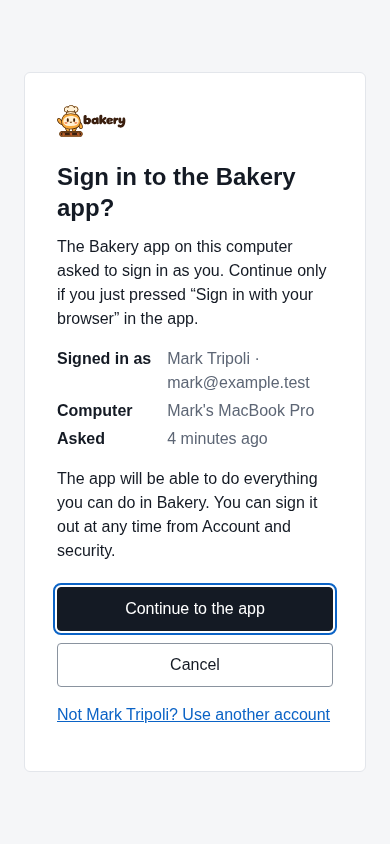 bakery
Sign in to the Bakery
app?
The Bakery app on this computer
asked to sign in as you. Continue only
if you just pressed “Sign in with your
browser” in the app.
Signed in as Mark Tripoli ·
mark@example.test
Computer Mark's MacBook Pro
Asked 4 minutes ago
The app will be able to do everything
you can do in Bakery. You can sign it
out at any time from Account and
security.
Continue to the app
Cancel
Not Mark Tripoli? Use another account